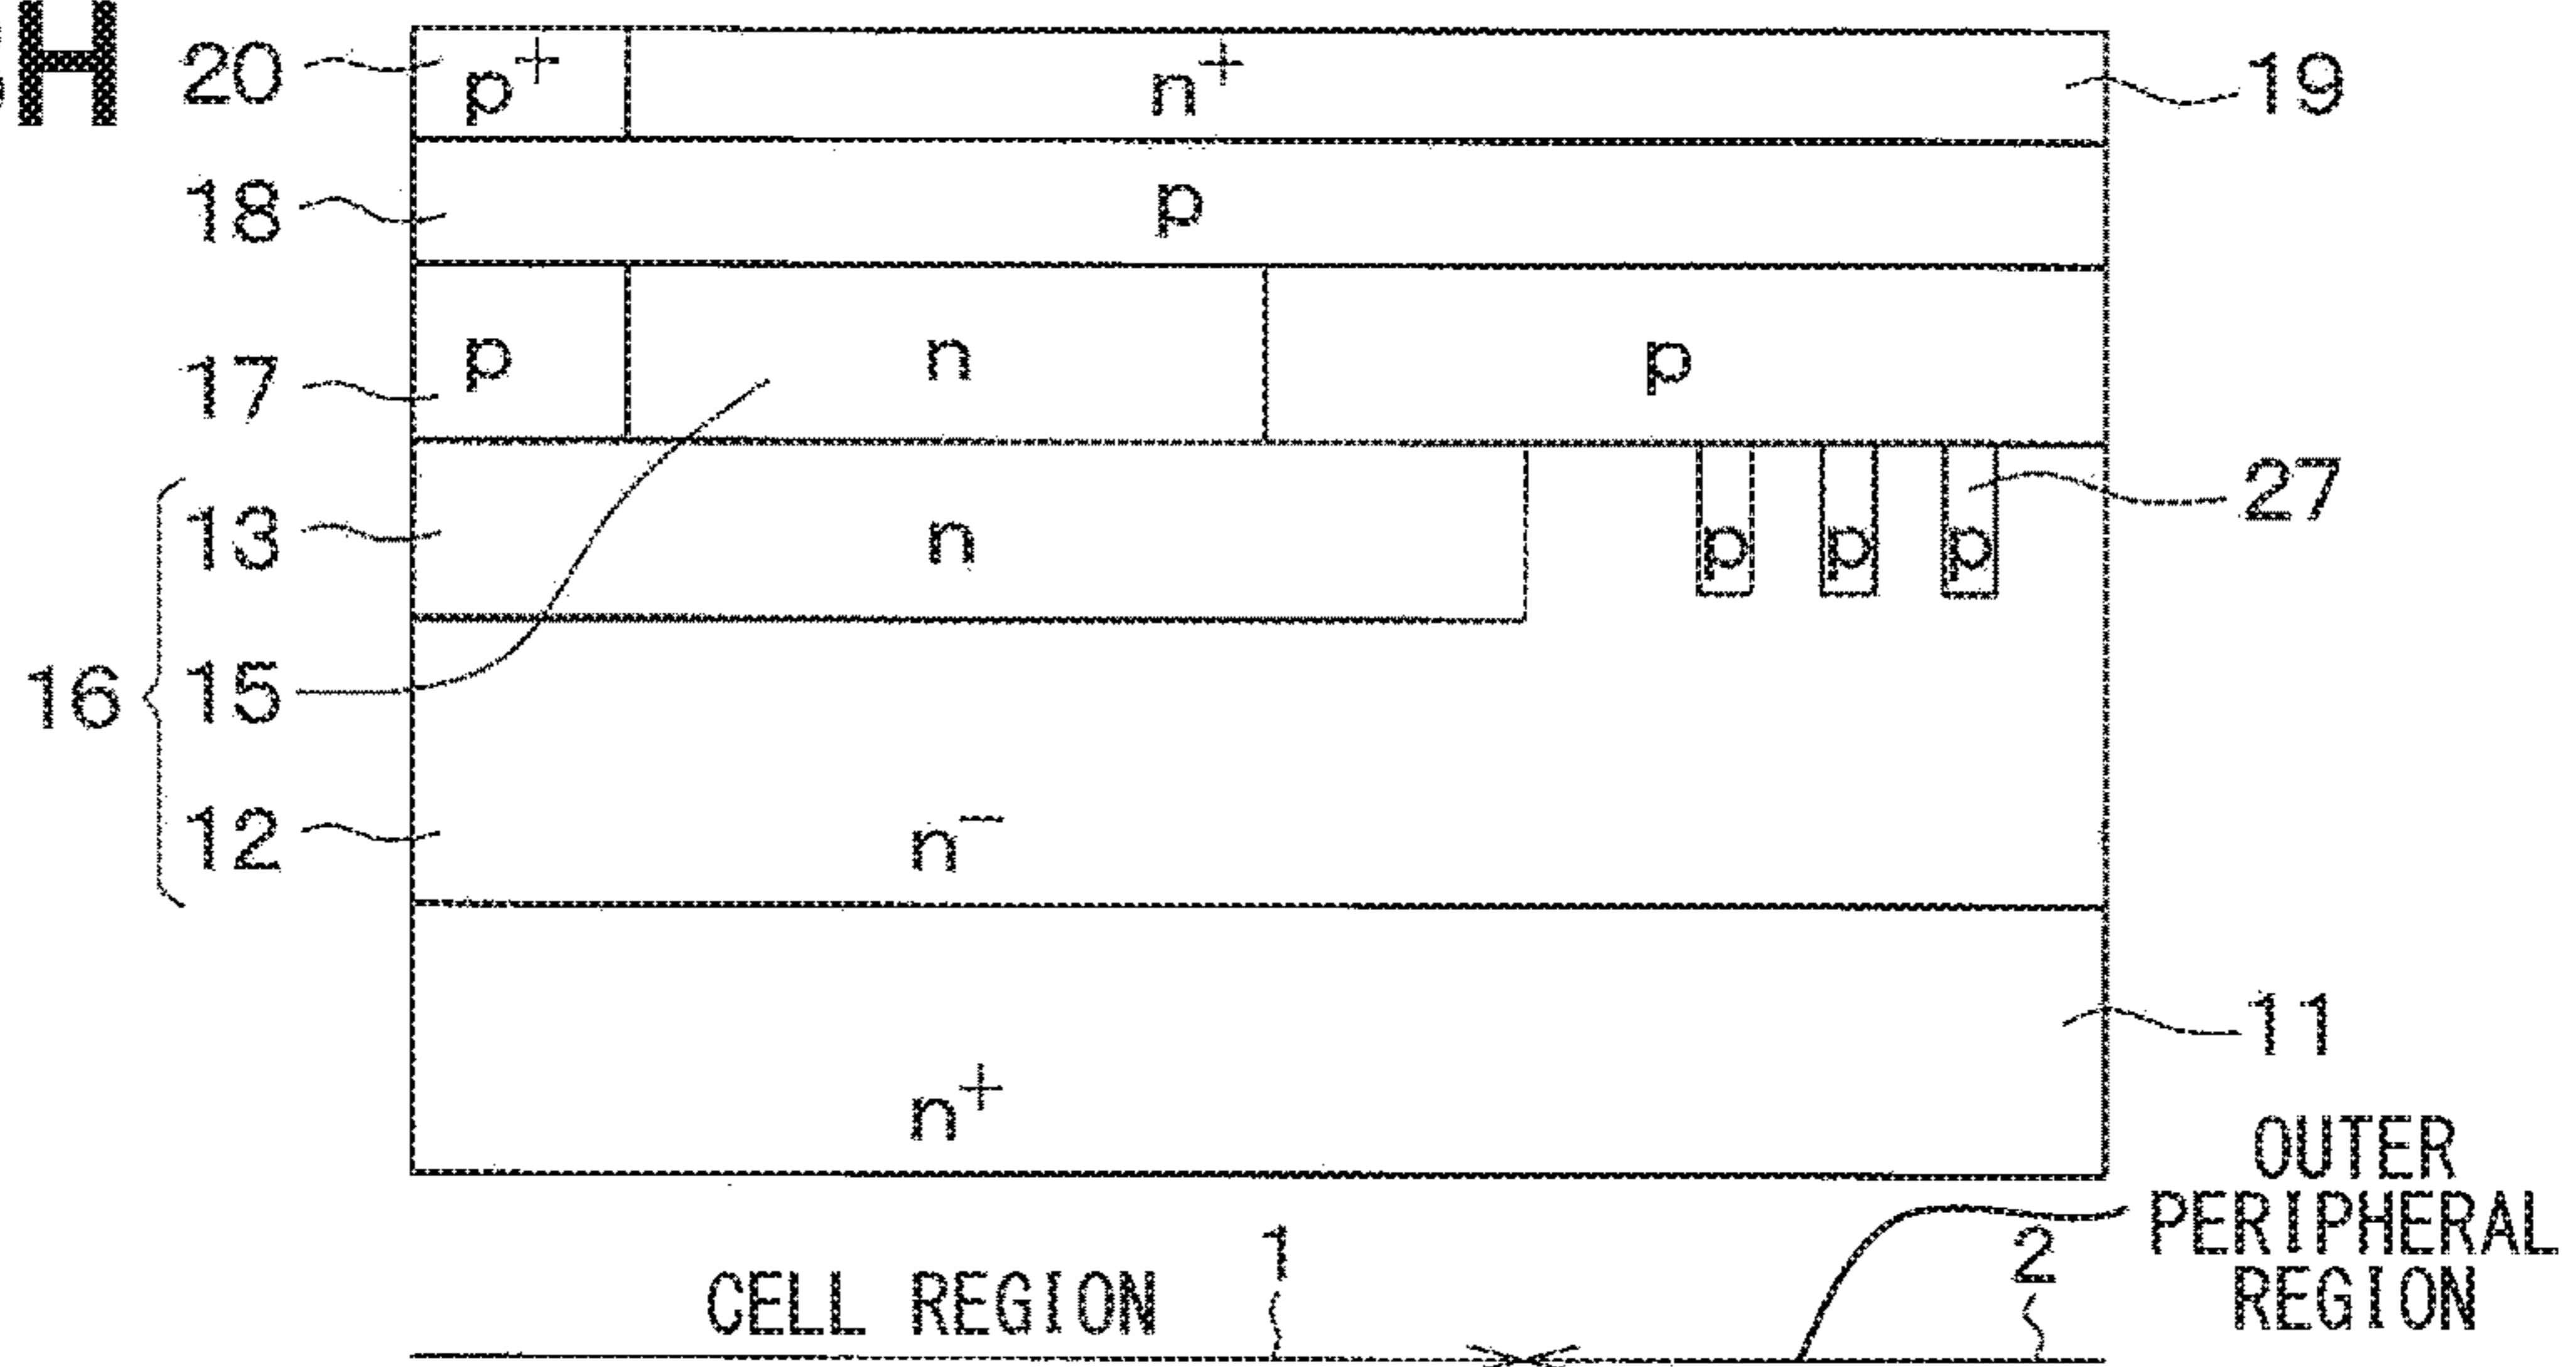 H
20 p+ n+ 19
18 p
17 p n p
13 n p p p 27
16 15
12 n−
11
n+
OUTER
PERIPHERAL
REGION
CELL REGION 1 2